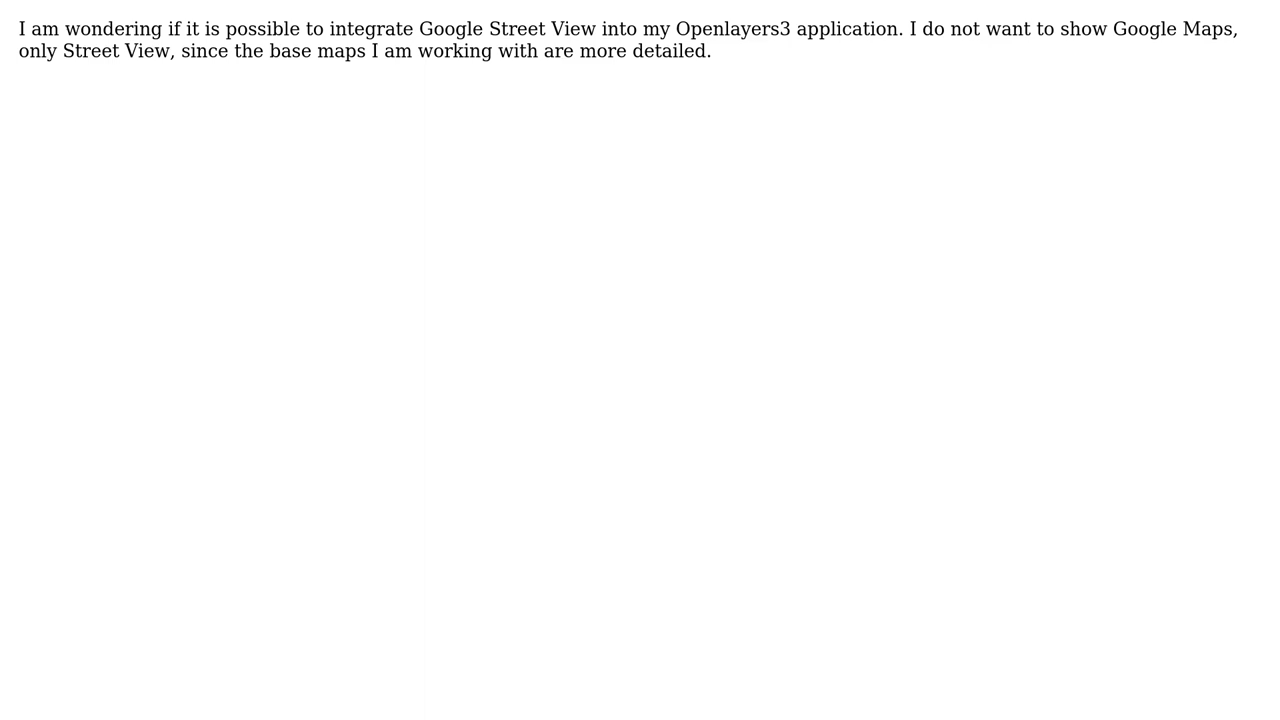 I am wondering if it is possible to integrate Google Street View into my Openlayers3 application. I do not want to show Google Maps,
only Street View, since the base maps I am working with are more detailed.